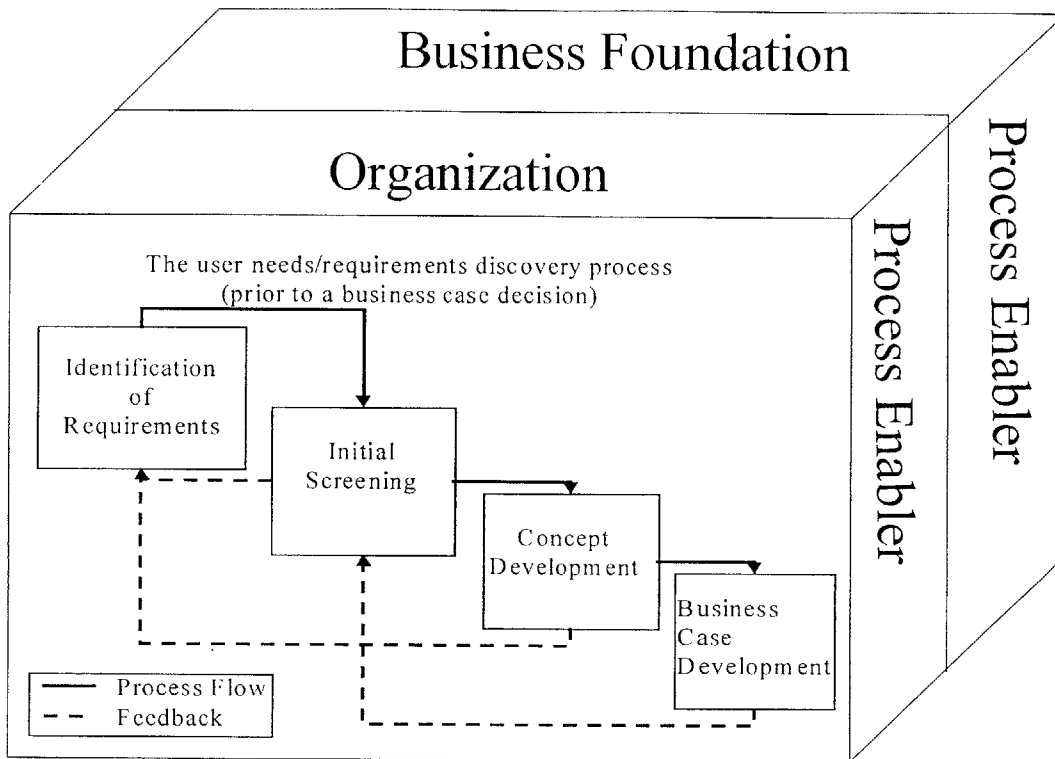 Business Foundation
Organization
Process Enabler
Process Enabler
The user needs/requirements discovery process
(prior to a business case decision)
Identification
of
Requirements
Initial
Screening
Concept
Development
Business
Case
Development
Process Flow
Feedback